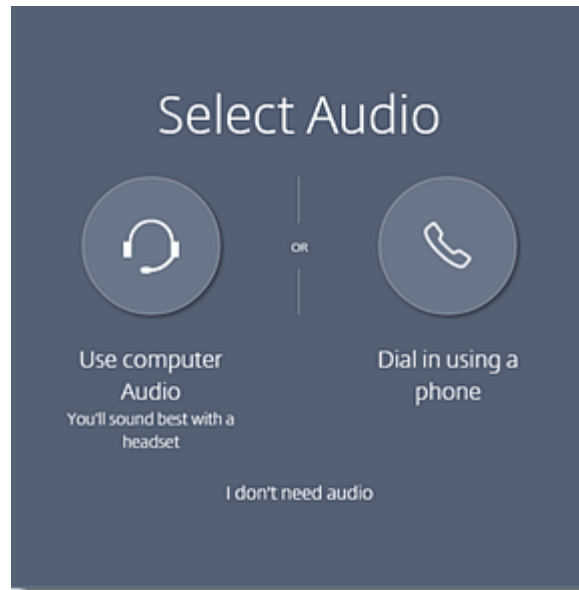 Select Audio
OR
Use computer
Audio
You'll sound best with a
headset
Dial in using a
phone
I don't need audio